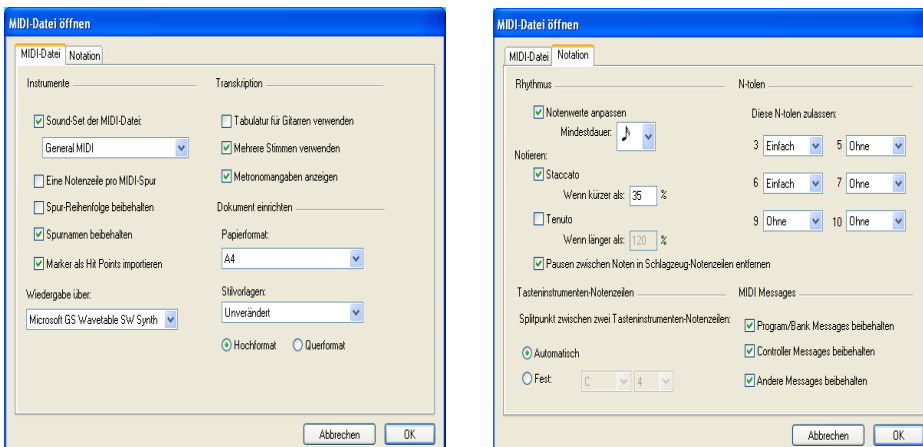 MIDI-Datei öffnen
MIDI-Datei Notation
Instrumente
Sound-Set der MIDI-Datei:
General MIDI
Eine Notenzeile pro MIDI-Spur
Spur-Reihenfolge beibehalten
Spurnamen beibehalten
Marker als Hit Points importieren
Wiedergabe über:
Microsoft GS Wavetable SW Synth
Transkription
Tabulatur für Gitarren verwenden
Mehrere Stimmen verwenden
Metronomangaben anzeigen
Dokument einrichten
Papierformat:
A4
Stilvorlagen:
Unverändert
Hochformat Querformat
Abbrechen OK
MIDI-Datei öffnen
MIDI-Datei Notation
Rhythmus
Notenwerte anpassen
Mindestdauer:
Notieren:
Staccato
Wenn kürzer als: 35 %
Tenuto
Wenn länger als: 120 %
Pausen zwischen Noten in Schlagzeug-Notenzeilen entfernen
N-tolen
Diese N-tolen zulassen:
3 Einfach 5 Ohne
6 Einfach 7 Ohne
9 Ohne 10 Ohne
Tasteninstrumenten-Notenzeilen
Splitpunkt zwischen zwei Tasteninstrumenten-Notenzeilen:
Automatisch
Fest: C 4
MIDI Messages
Program/Bank Messages beibehalten
Controller Messages beibehalten
Andere Messages beibehalten
Abbrechen OK